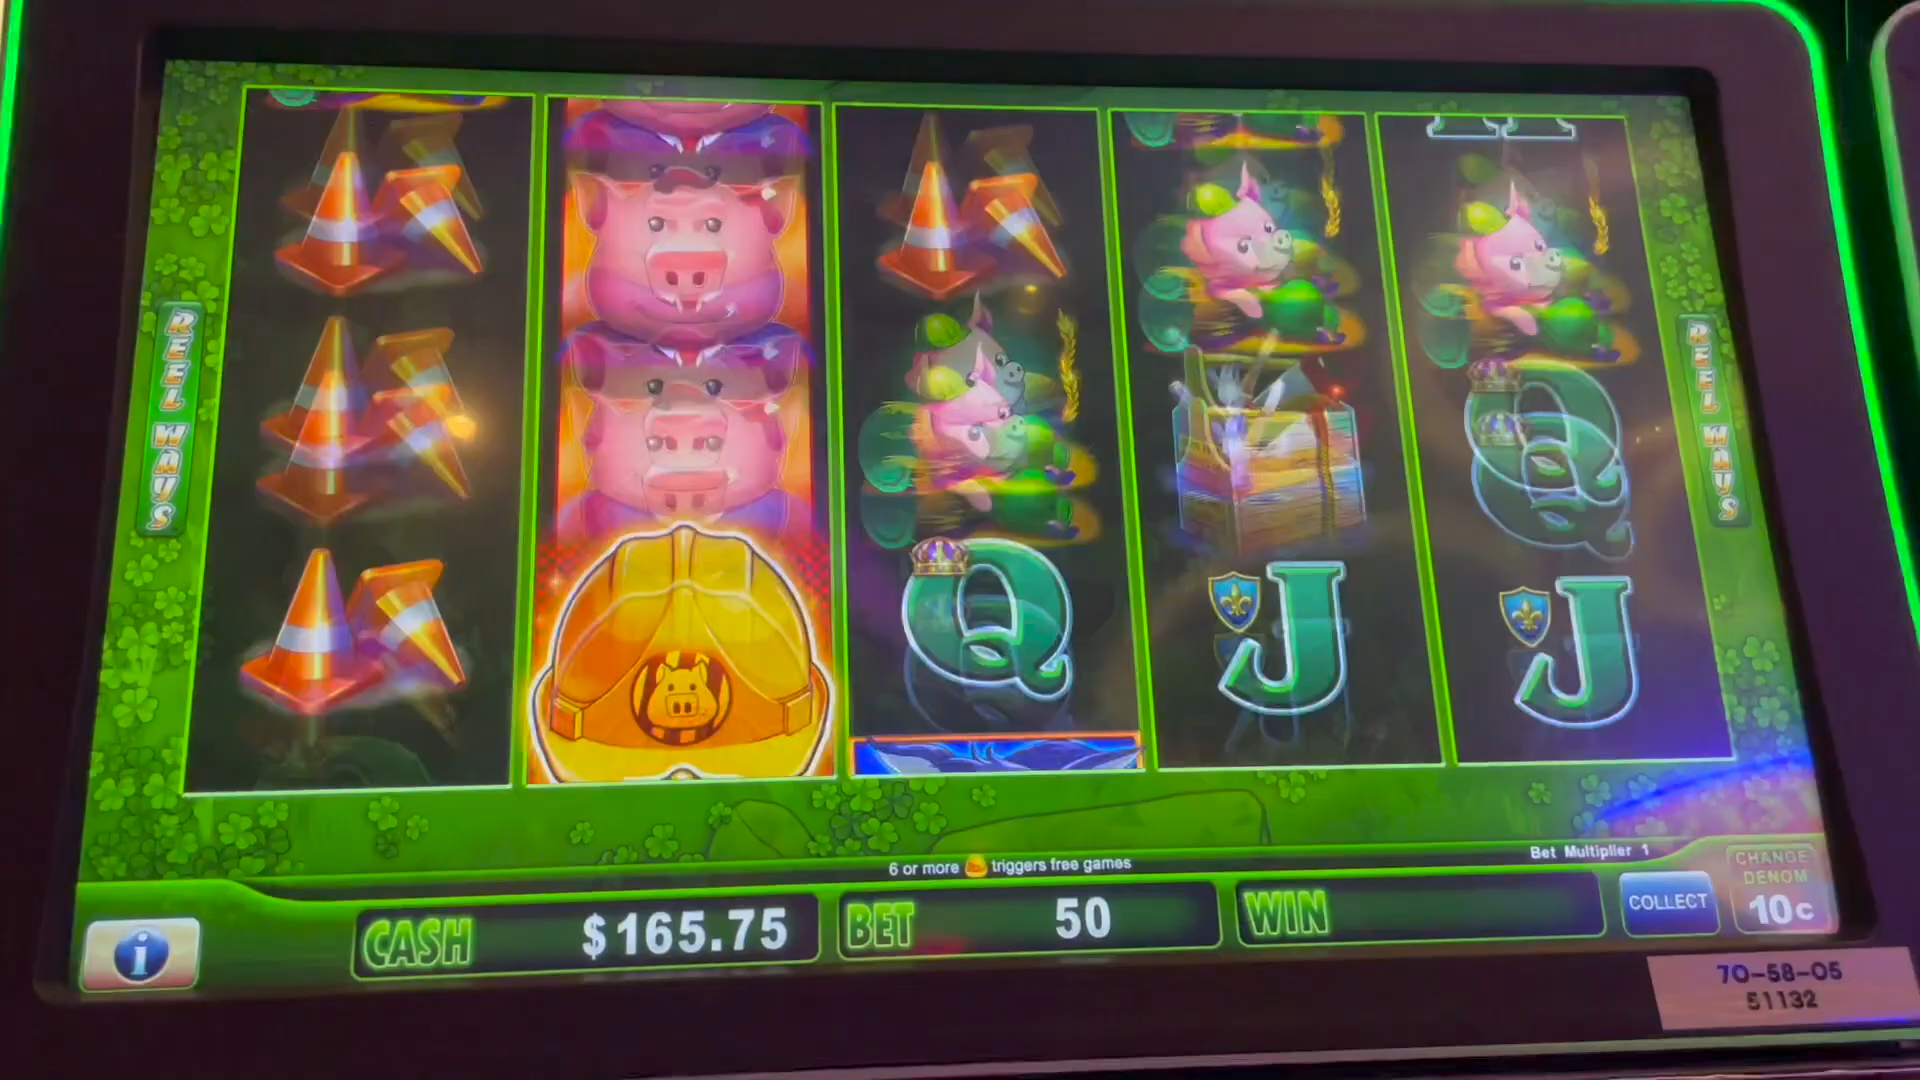 REEL WAYS
REEL WAYS
Q
Q
J
J
6 or more triggers free games
Bet Multiplier 1
CASH $165.75
BET 50
WIN
COLLECT
CHANGE
DENOM
10c
i
70-58-05
51132